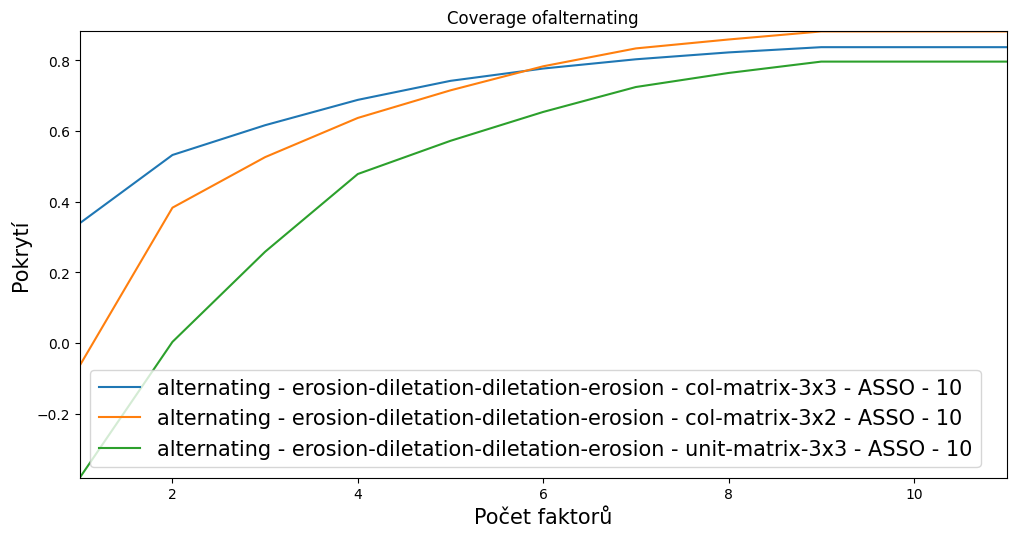 Coverage ofalternating
0.8
0.6
0.4
0.2
0.0
−0.2
Pokrytí
alternating - erosion-diletation-diletation-erosion - col-matrix-3x3 - ASSO - 10
alternating - erosion-diletation-diletation-erosion - col-matrix-3x2 - ASSO - 10
alternating - erosion-diletation-diletation-erosion - unit-matrix-3x3 - ASSO - 10
2 4 6 8 10
Počet faktorů